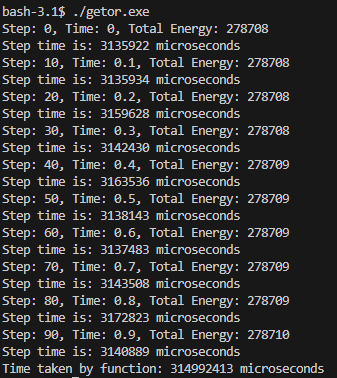 bash-3.1$ ./getor.exe
Step: 0, Time: 0, Total Energy: 278708
Step time is: 3135922 microseconds
Step: 10, Time: 0.1, Total Energy: 278708
Step time is: 3135934 microseconds
Step: 20, Time: 0.2, Total Energy: 278708
Step time is: 3159628 microseconds
Step: 30, Time: 0.3, Total Energy: 278708
Step time is: 3142430 microseconds
Step: 40, Time: 0.4, Total Energy: 278709
Step time is: 3163536 microseconds
Step: 50, Time: 0.5, Total Energy: 278709
Step time is: 3138143 microseconds
Step: 60, Time: 0.6, Total Energy: 278709
Step time is: 3137483 microseconds
Step: 70, Time: 0.7, Total Energy: 278709
Step time is: 3143508 microseconds
Step: 80, Time: 0.8, Total Energy: 278709
Step time is: 3172823 microseconds
Step: 90, Time: 0.9, Total Energy: 278710
Step time is: 3140889 microseconds
Time taken by function: 314992413 microseconds